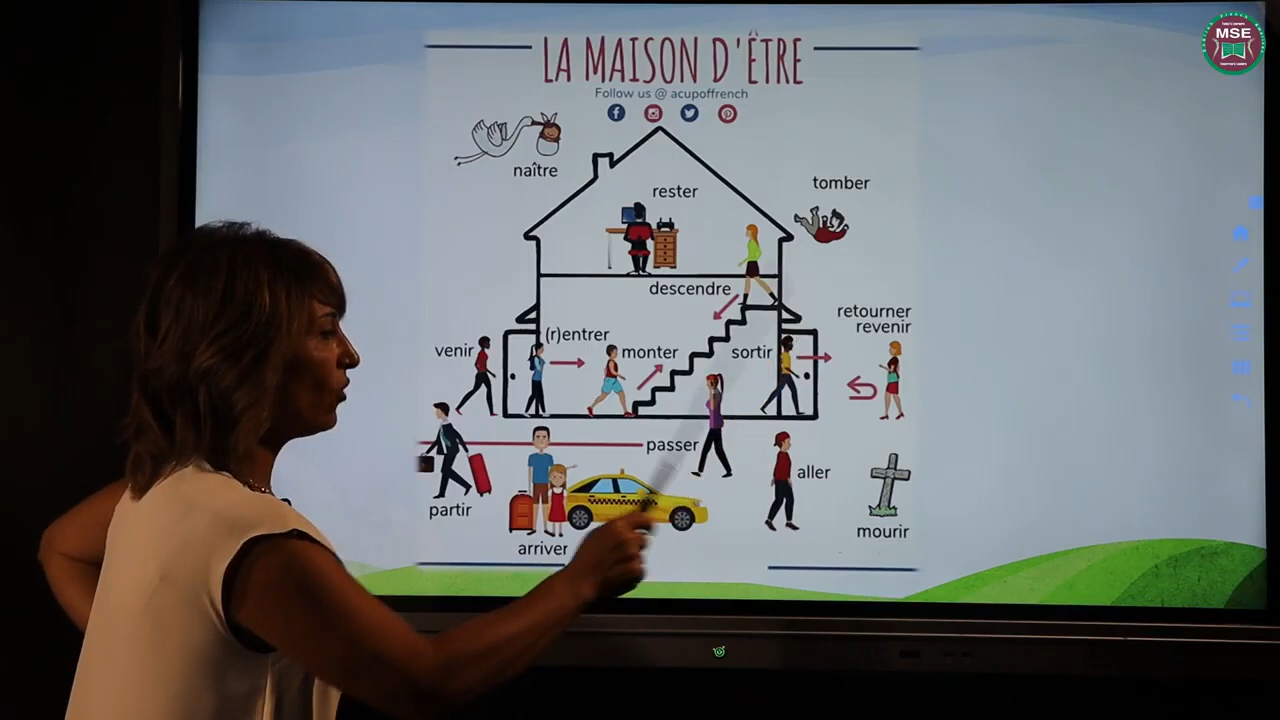 LA MAISON D'ÊTRE
Follow us @ acupoffrench
MSE
naître
rester
tomber
descendre
retourner
revenir
venir
(r)entrer
monter
sortir
passer
partir
aller
arriver
mourir